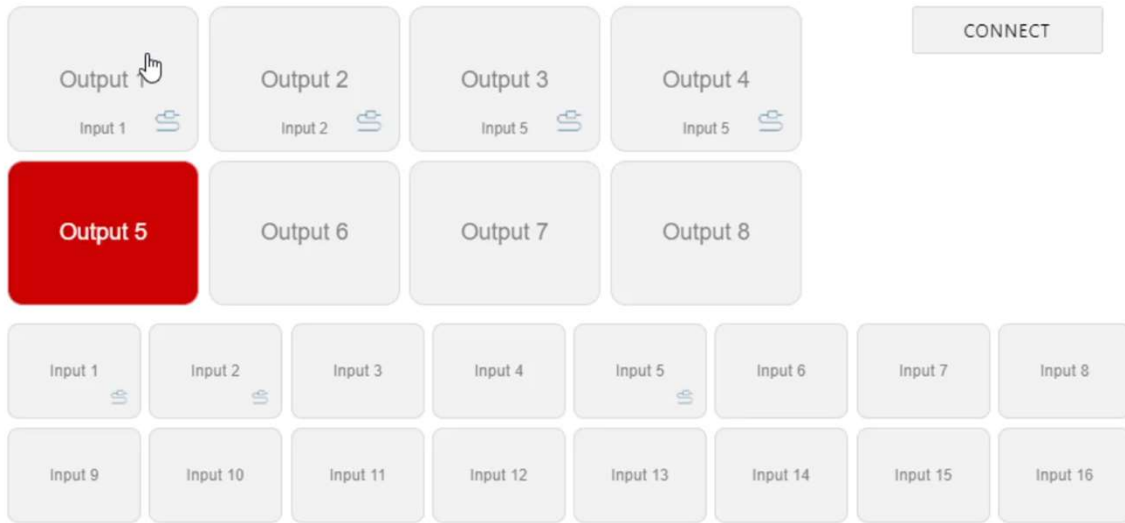 Output 1
Input 1
Output 2
Input 2
Output 3
Input 5
Output 4
Input 5
CONNECT
Output 5
Output 6
Output 7
Output 8
Input 1
Input 2
Input 3
Input 4
Input 5
Input 6
Input 7
Input 8
Input 9
Input 10
Input 11
Input 12
Input 13
Input 14
Input 15
Input 16